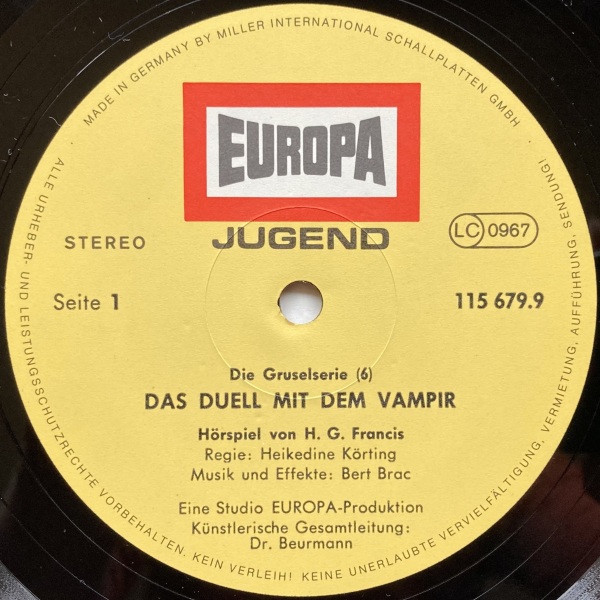 MADE IN GERMANY BY MILLER INTERNATIONAL SCHALLPLATTEN GMBH
EUROPA
JUGEND
STEREO
LC 0967
Seite 1
115 679.9
Die Gruselserie (6)
DAS DUELL MIT DEM VAMPIR
Hörspiel von H. G. Francis
Regie: Heikedine Körting
Musik und Effekte: Bert Brac
Eine Studio EUROPA-Produktion
Künstlerische Gesamtleitung:
Dr. Beurmann
ALLE URHEBER- UND LEISTUNGSSCHUTZRECHTE VORBEHALTEN. KEIN VERLEIH! KEINE UNERLAUBTE VERVIELFÄLTIGUNG, VERMIETUNG, AUFFÜHRUNG, SENDUNG!